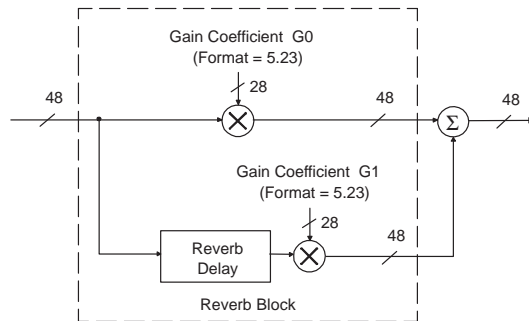 Gain Coefficient G0
(Format = 5.23)
28
48
48
48
Σ
Gain Coefficient G1
(Format = 5.23)
28
48
Reverb
Delay
Reverb Block